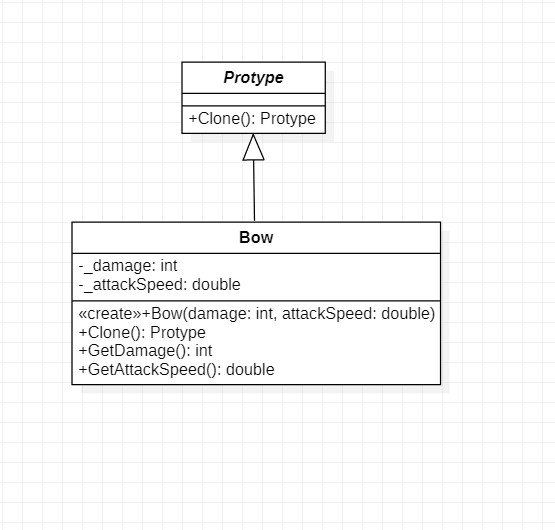 Protype
+Clone(): Protype
Bow
-_damage: int
-_attackSpeed: double
«create»+Bow(damage: int, attackSpeed: double)
+Clone(): Protype
+GetDamage(): int
+GetAttackSpeed(): double